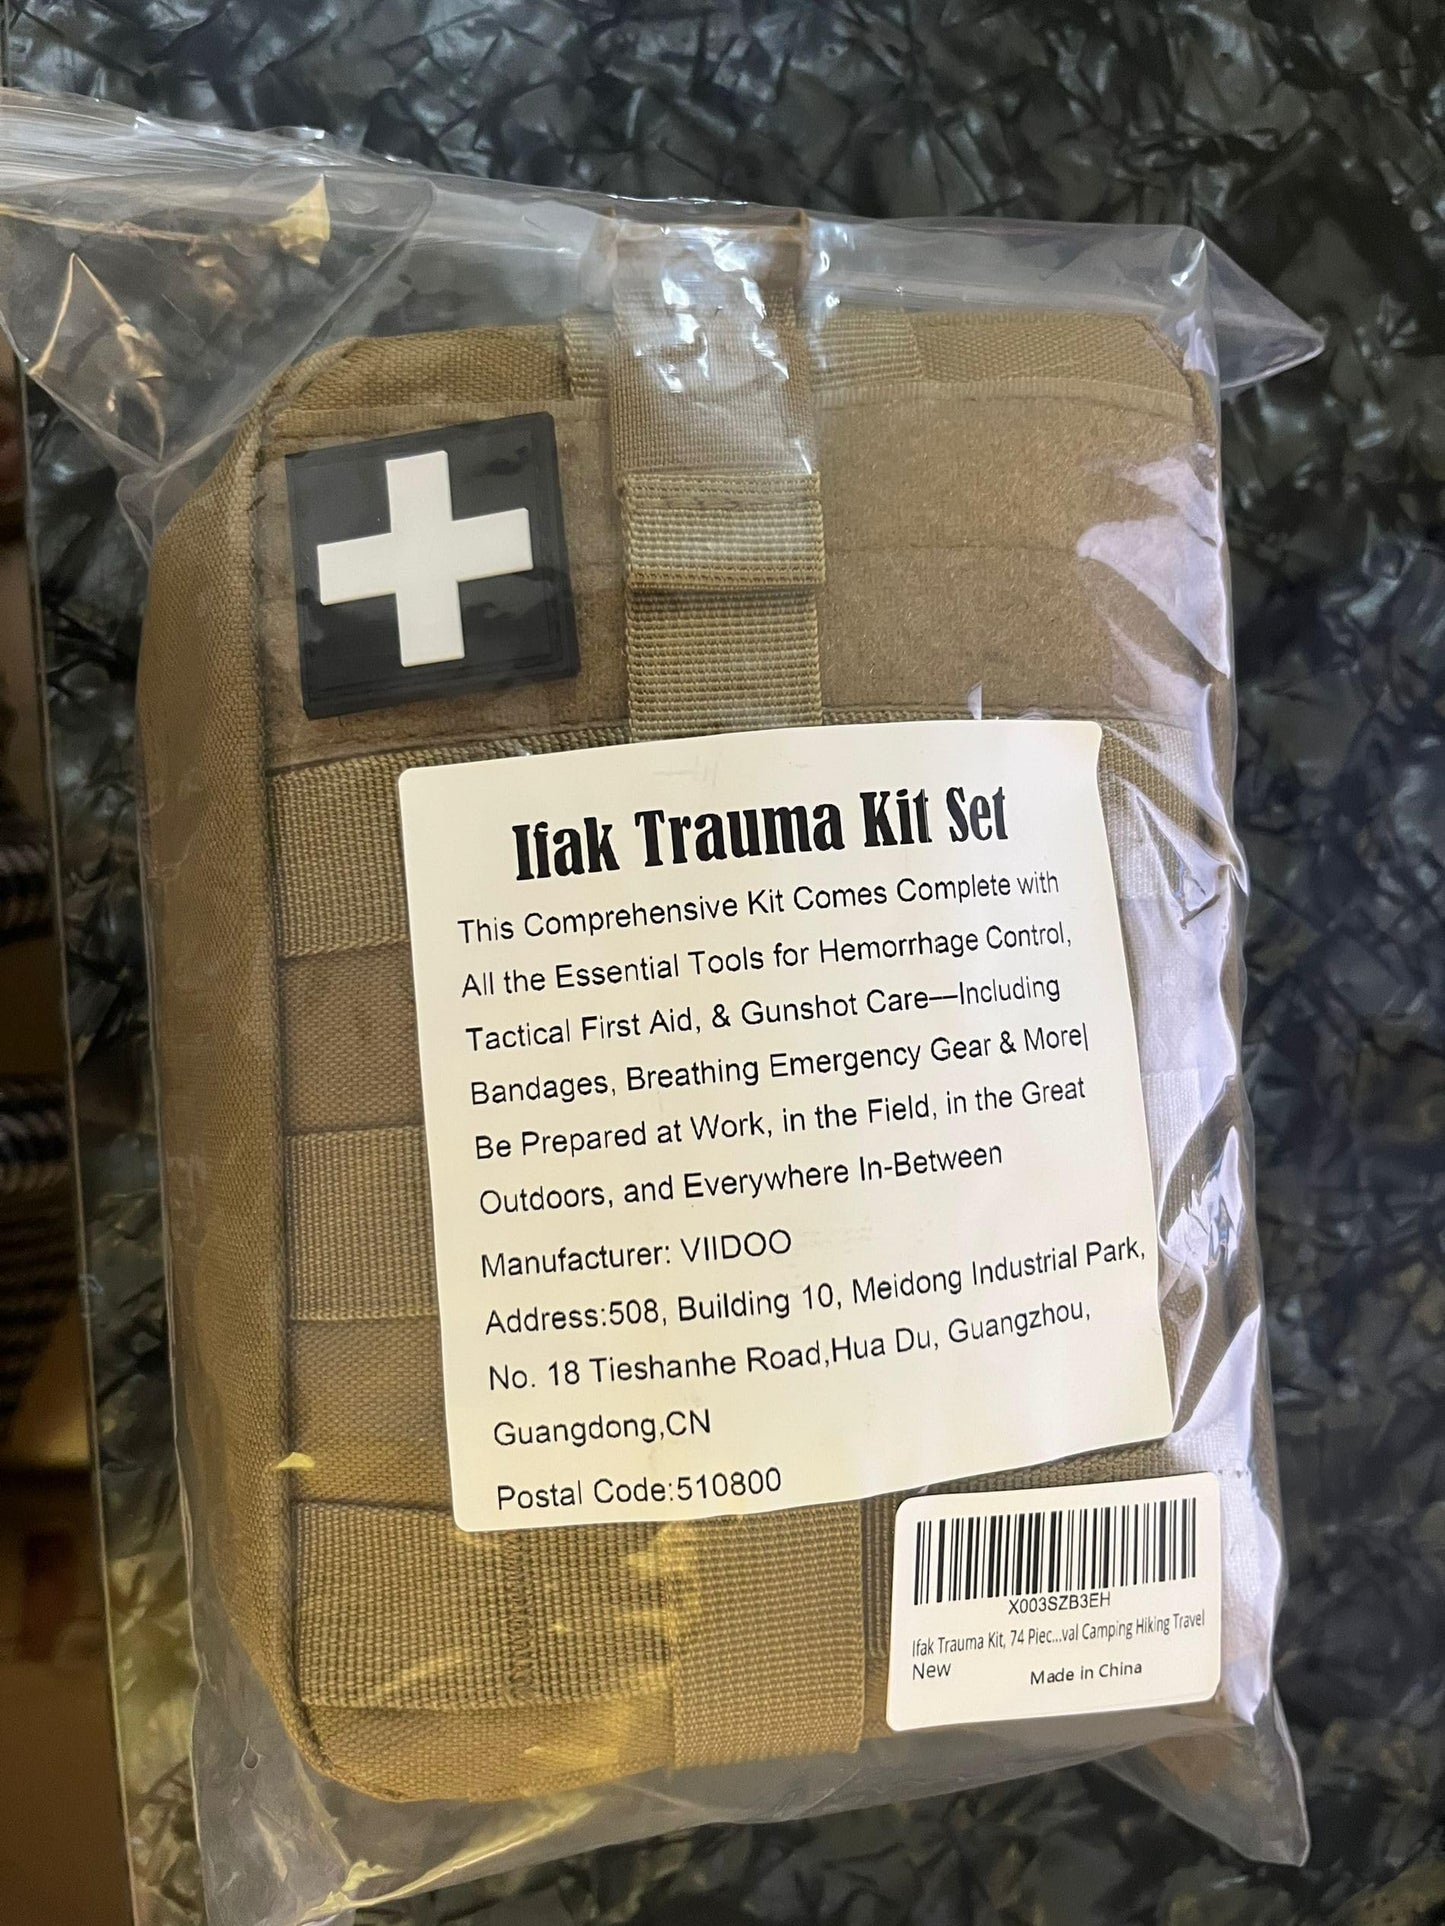 Ifak Trauma Kit Set
This Comprehensive Kit Comes Complete with
All the Essential Tools for Hemorrhage Control,
Tactical First Aid, & Gunshot Care—Including
Bandages, Breathing Emergency Gear & More|
Be Prepared at Work, in the Field, in the Great
Outdoors, and Everywhere In-Between
Manufacturer: VIIDOO
Address:508, Building 10, Meidong Industrial Park,
No. 18 Tieshanhe Road,Hua Du, Guangzhou,
Guangdong,CN
Postal Code:510800
X003SZB3EH
Ifak Trauma Kit, 74 Piec...val Camping Hiking Travel
New Made in China